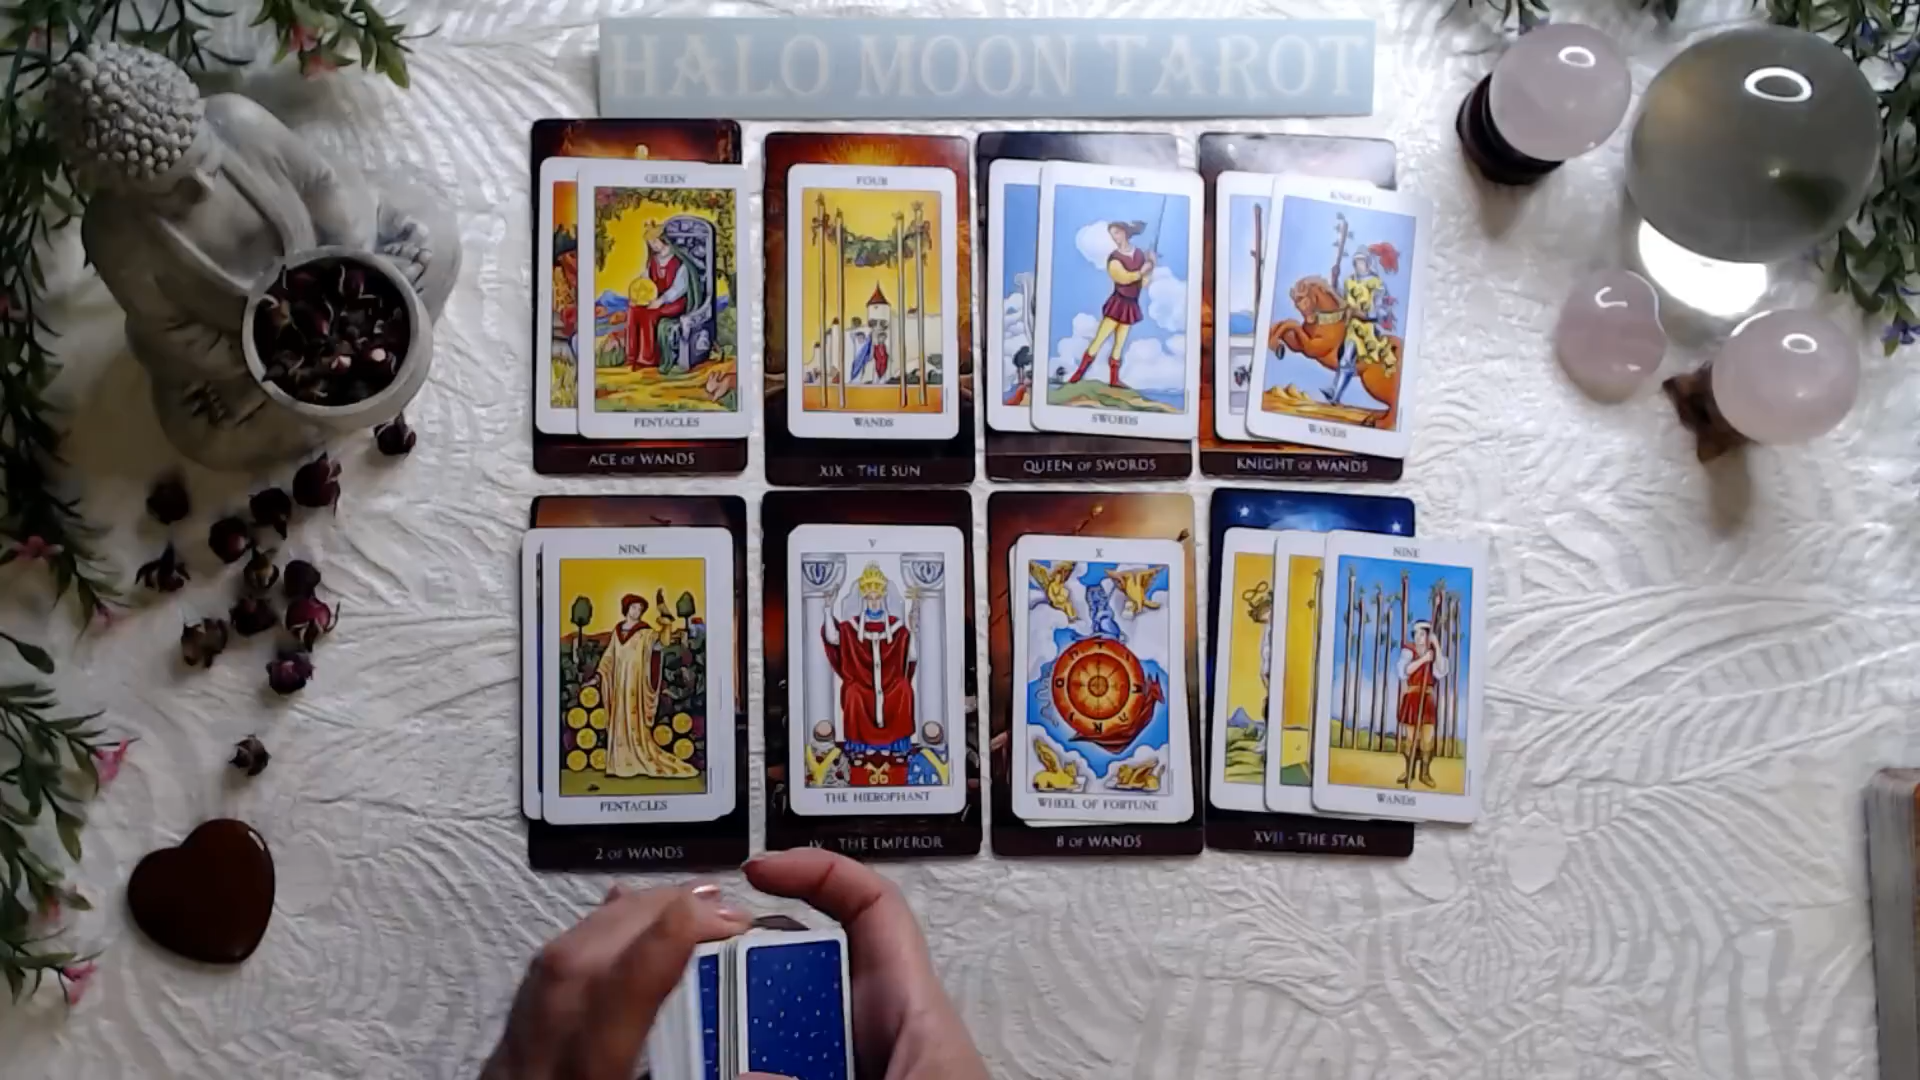 HALO MOON TAROT
QUEEN
PENTACLES
ACE OF WANDS
FOUR
WANDS
XIX - THE SUN
PAGE
SWORDS
QUEEN OF SWORDS
KNIGHT
WANDS
KNIGHT OF WANDS
NINE
PENTACLES
2 OF WANDS
V
THE HIEROPHANT
IV - THE EMPEROR
X
WHEEL OF FORTUNE
8 OF WANDS
NINE
WANDS
XVII - THE STAR